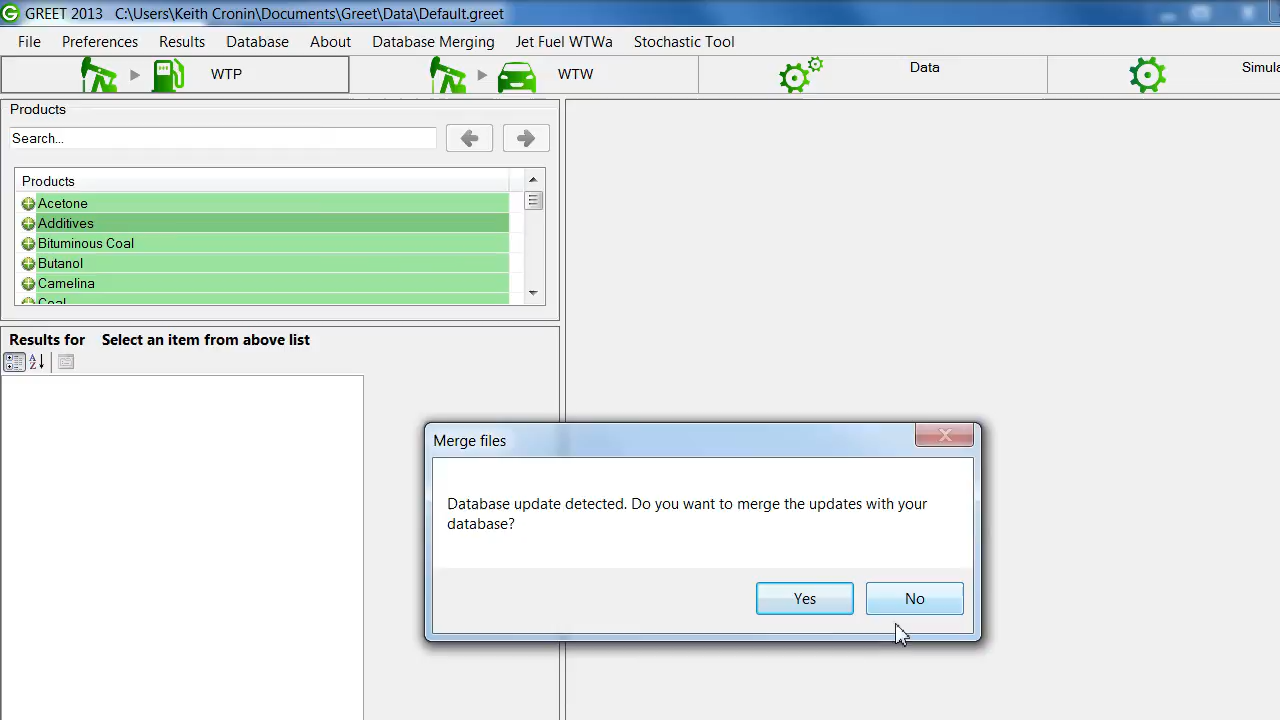 GREET 2013 C:\Users\Keith Cronin\Documents\Greet\Data\Default.greet
File Preferences Results Database About Database Merging Jet Fuel WTWa Stochastic Tool
WTP WTW Data Simula
Products
Search...
Products
Acetone
Additives
Bituminous Coal
Butanol
Camelina
Coal
Results for Select an item from above list
Merge files
Database update detected. Do you want to merge the updates with your
database?
Yes No